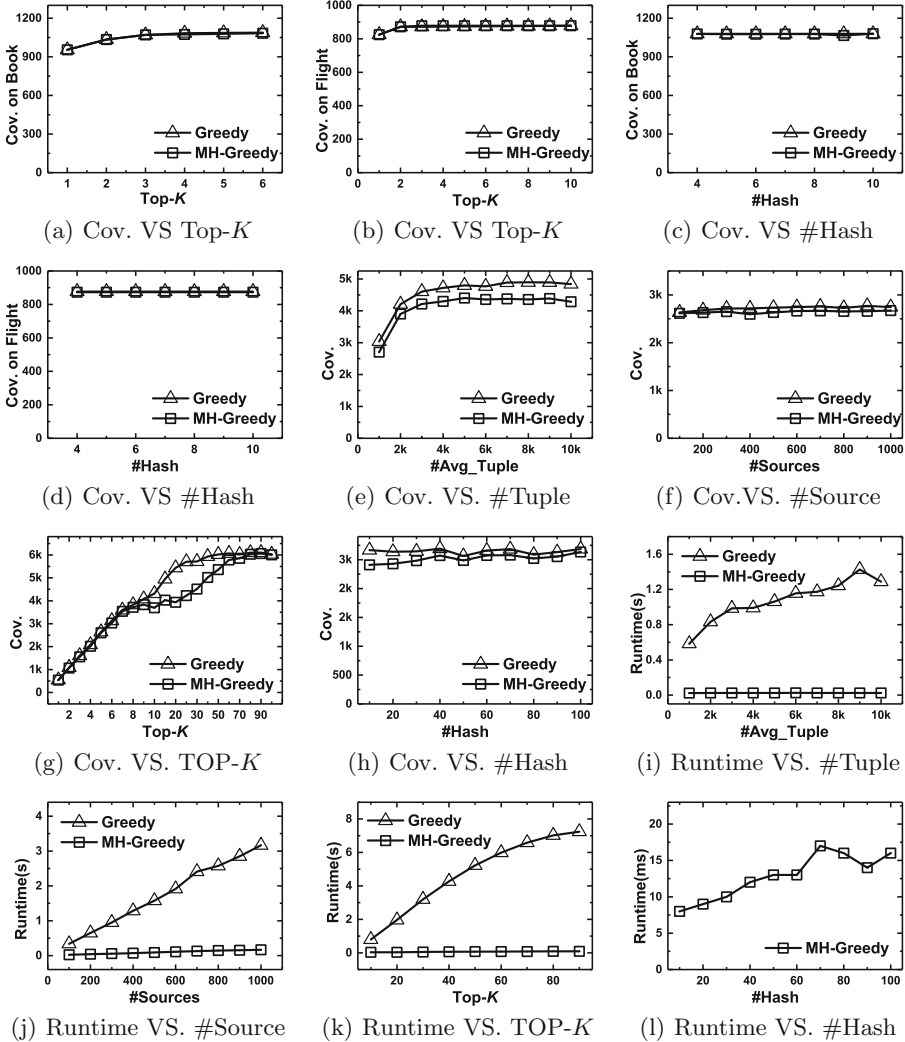 1200
900
600
300
0
Cov. on Book
Greedy
MH-Greedy
1 2 3 4 5 6
Top-K
(a) Cov. VS Top-K
1000
800
600
400
200
0
Cov. on Flight
Greedy
MH-Greedy
0 2 4 6 8 10
Top-K
(b) Cov. VS Top-K
1200
900
600
300
0
Cov. on Book
Greedy
MH-Greedy
4 6 8 10
#Hash
(c) Cov. VS #Hash
1000
800
600
400
200
0
Cov. on Flight
Greedy
MH-Greedy
4 6 8 10
#Hash
(d) Cov. VS #Hash
5k
5k
4k
3k
2k
2k
1k
0
Cov.
Greedy
MH-Greedy
0 2k 4k 6k 8k 10k
#Avg_Tuple
(e) Cov. VS. #Tuple
3k
2k
2k
1k
500
0
Cov.
Greedy
MH-Greedy
200 400 600 800 1000
#Sources
(f) Cov.VS. #Source
6k
5k
4k
3k
2k
1k
0
Cov.
Greedy
MH-Greedy
2 4 6 8 10 20 30 50 70 90
Top-K
(g) Cov. VS. TOP-K
3k
3k
2k
2k
1k
500
0
Cov.
Greedy
MH-Greedy
20 40 60 80 100
#Hash
(h) Cov. VS. #Hash
1.6
1.2
0.8
0.4
0.0
Runtime(s)
Greedy
MH-Greedy
0 2k 4k 6k 8k 10k
#Avg_Tuple
(i) Runtime VS. #Tuple
4
3
2
1
0
Runtime(s)
Greedy
MH-Greedy
0 200 400 600 800 1000
#Sources
(j) Runtime VS. #Source
8
6
4
2
0
Runtime(s)
Greedy
MH-Greedy
20 40 60 80
Top-K
(k) Runtime VS. TOP-K
22
20
17
15
12
10
7
5
2
0
Runtime(ms)
MH-Greedy
20 40 60 80 100
#Hash
(l) Runtime VS. #Hash